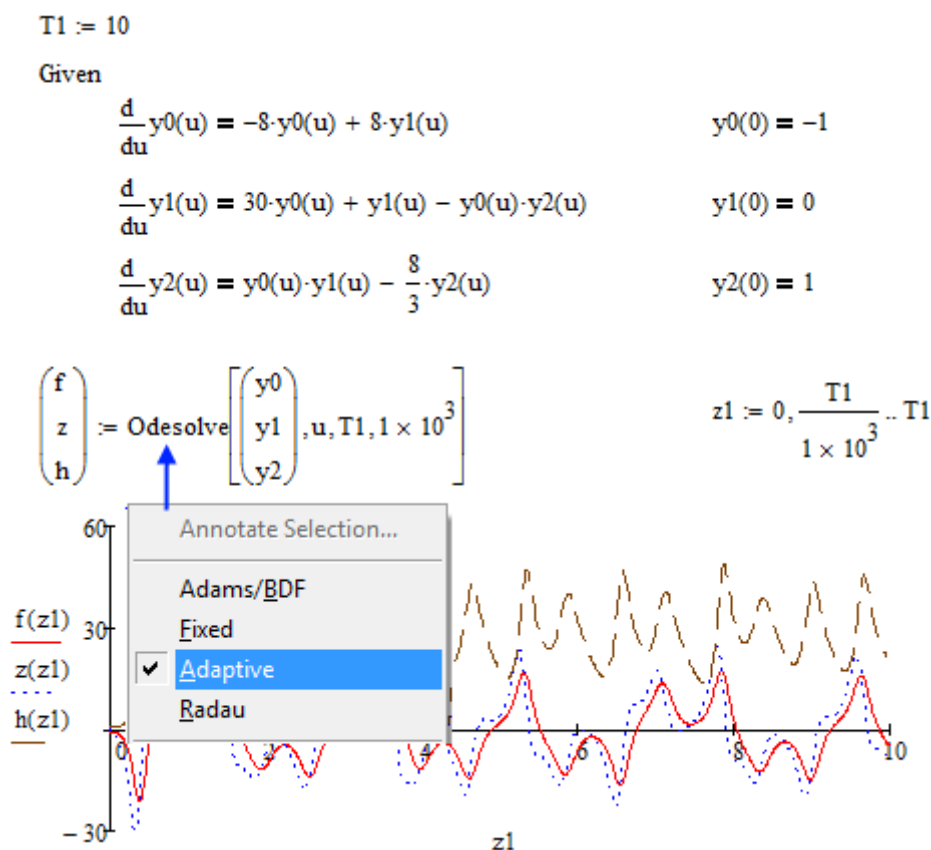 T1 := 10
Given
d/du y0(u) = −8·y0(u) + 8·y1(u) y0(0) = −1
d/du y1(u) = 30·y0(u) + y1(u) − y0(u)·y2(u) y1(0) = 0
d/du y2(u) = y0(u)·y1(u) − 8/3·y2(u) y2(0) = 1
(f z h) := Odesolve[(y0 y1 y2), u, T1, 1 × 10^3] z1 := 0, T1/(1 × 10^3) .. T1
Annotate Selection...
Adams/BDF
Fixed
Adaptive
Radau
60
30
− 30
f(z1)
z(z1)
h(z1)
0 2 4 6 8 10
z1